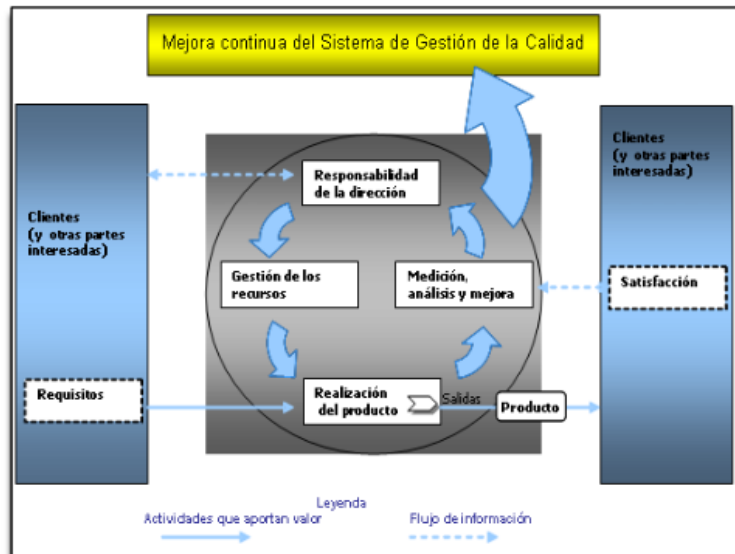 Mejora continua del Sistema de Gestión de la Calidad
Clientes
(y otras partes
interesadas)
Responsabilidad
de la dirección
Clientes
(y otras partes
interesadas)
Gestión de los
recursos
Medición,
análisis y mejora
Satisfacción
Requisitos
Realización
del producto
Salidas
Producto
Leyenda
Actividades que aportan valor
Flujo de información